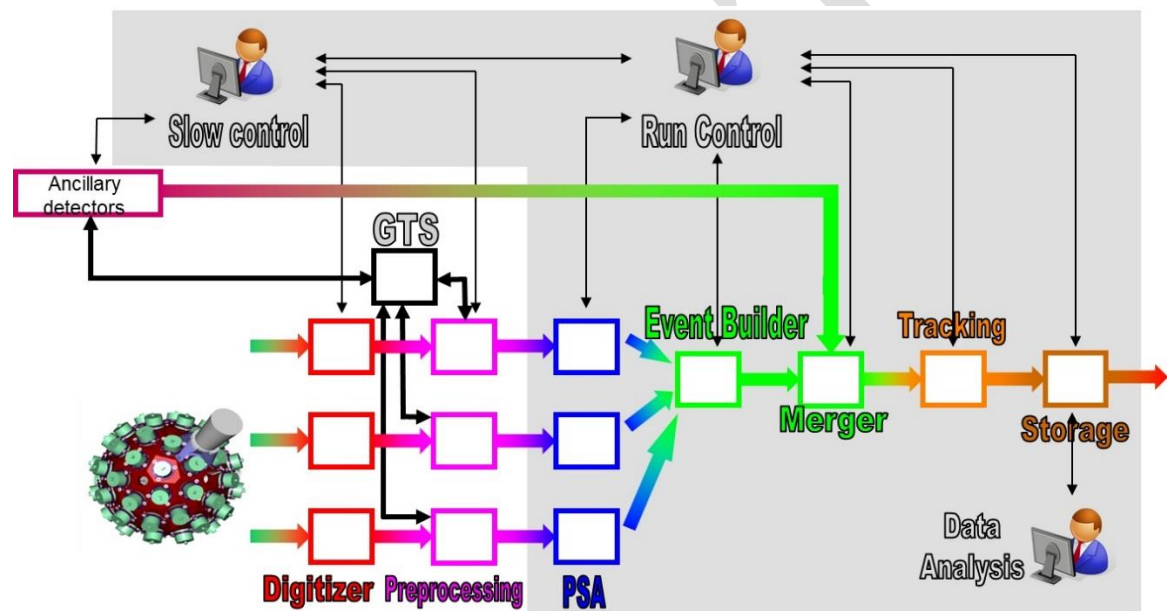 Slow control
Run Control
Ancillary
detectors
GTS
Event Builder
Tracking
Merger
Storage
Data
Analysis
Digitizer
Preprocessing
PSA